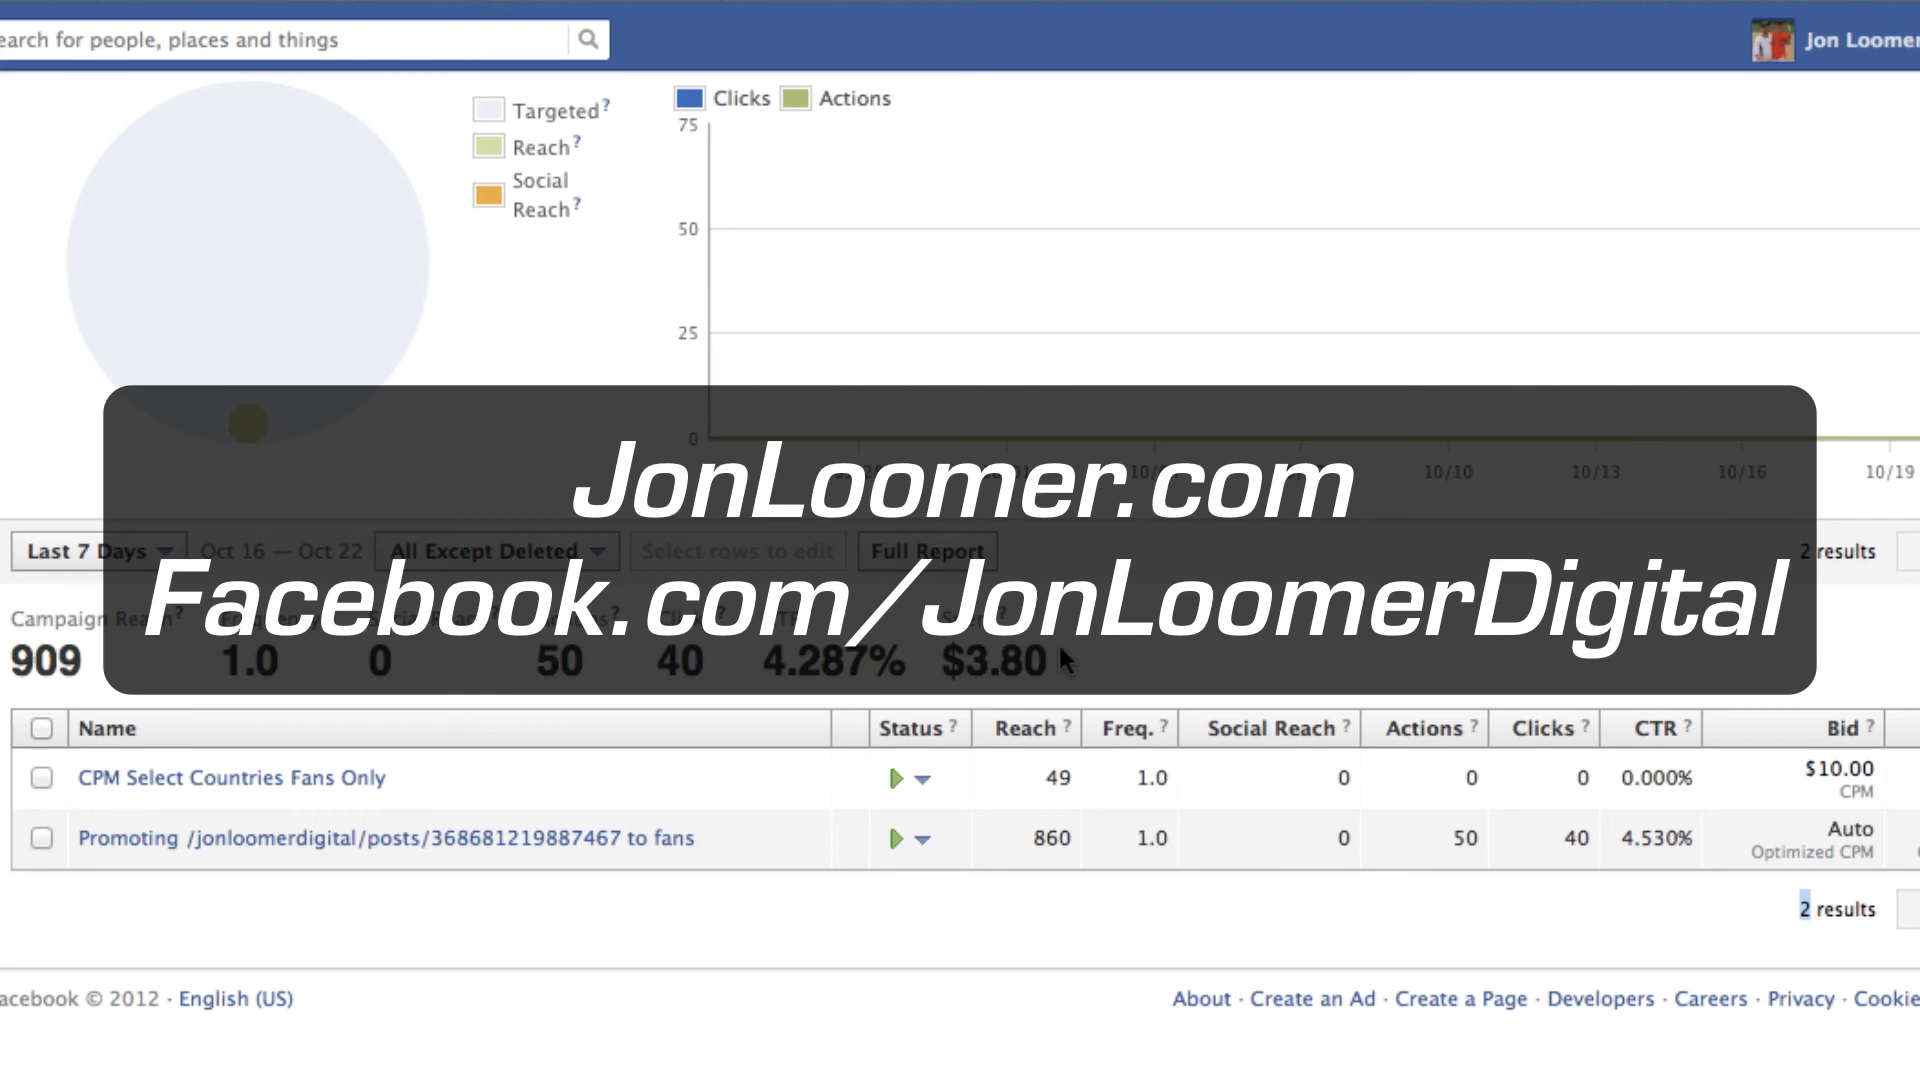 earch for people, places and things
Jon Loomer
Targeted?
Reach?
Social
Reach?
Clicks Actions
75
50
25
0
JonLoomer.com
10/10 10/13 10/16 10/19
Last 7 Days Oct 16 — Oct 22 All Except Deleted Select rows to edit Full Report 2 results
Facebook.com/JonLoomerDigital
Campaign Reach?
909 1.0 0 50 40 4.287% $3.80
Name Status? Reach? Freq.? Social Reach? Actions? Clicks? CTR? Bid?
CPM Select Countries Fans Only 49 1.0 0 0 0 0.000% $10.00
CPM
Promoting /jonloomerdigital/posts/368681219887467 to fans 860 1.0 0 50 40 4.530% Auto
Optimized CPM
2 results
acebook © 2012 · English (US)
About · Create an Ad · Create a Page · Developers · Careers · Privacy · Cookie